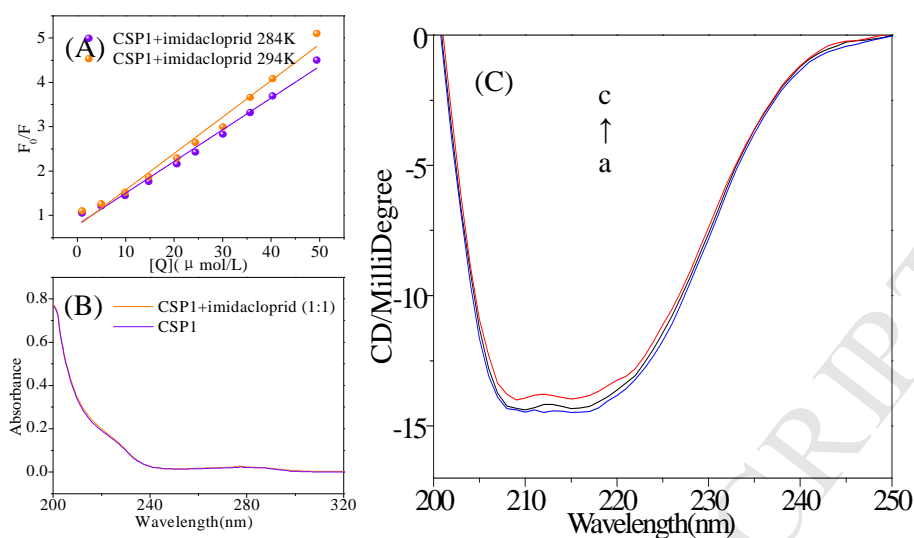 (A)
CSP1+imidacloprid 284K
CSP1+imidacloprid 294K
5
4
3
2
1
F0/F
0
10
20
30
40
50
[Q](μ mol/L)
(B)
CSP1+imidacloprid (1:1)
CSP1
0.8
0.6
0.4
0.2
0.0
Absorbance
200
240
280
320
Wavelength(nm)
(C)
c
↑
a
0
-5
-10
-15
CD/MilliDegree
200
210
220
230
240
250
Wavelength(nm)
CRIPT